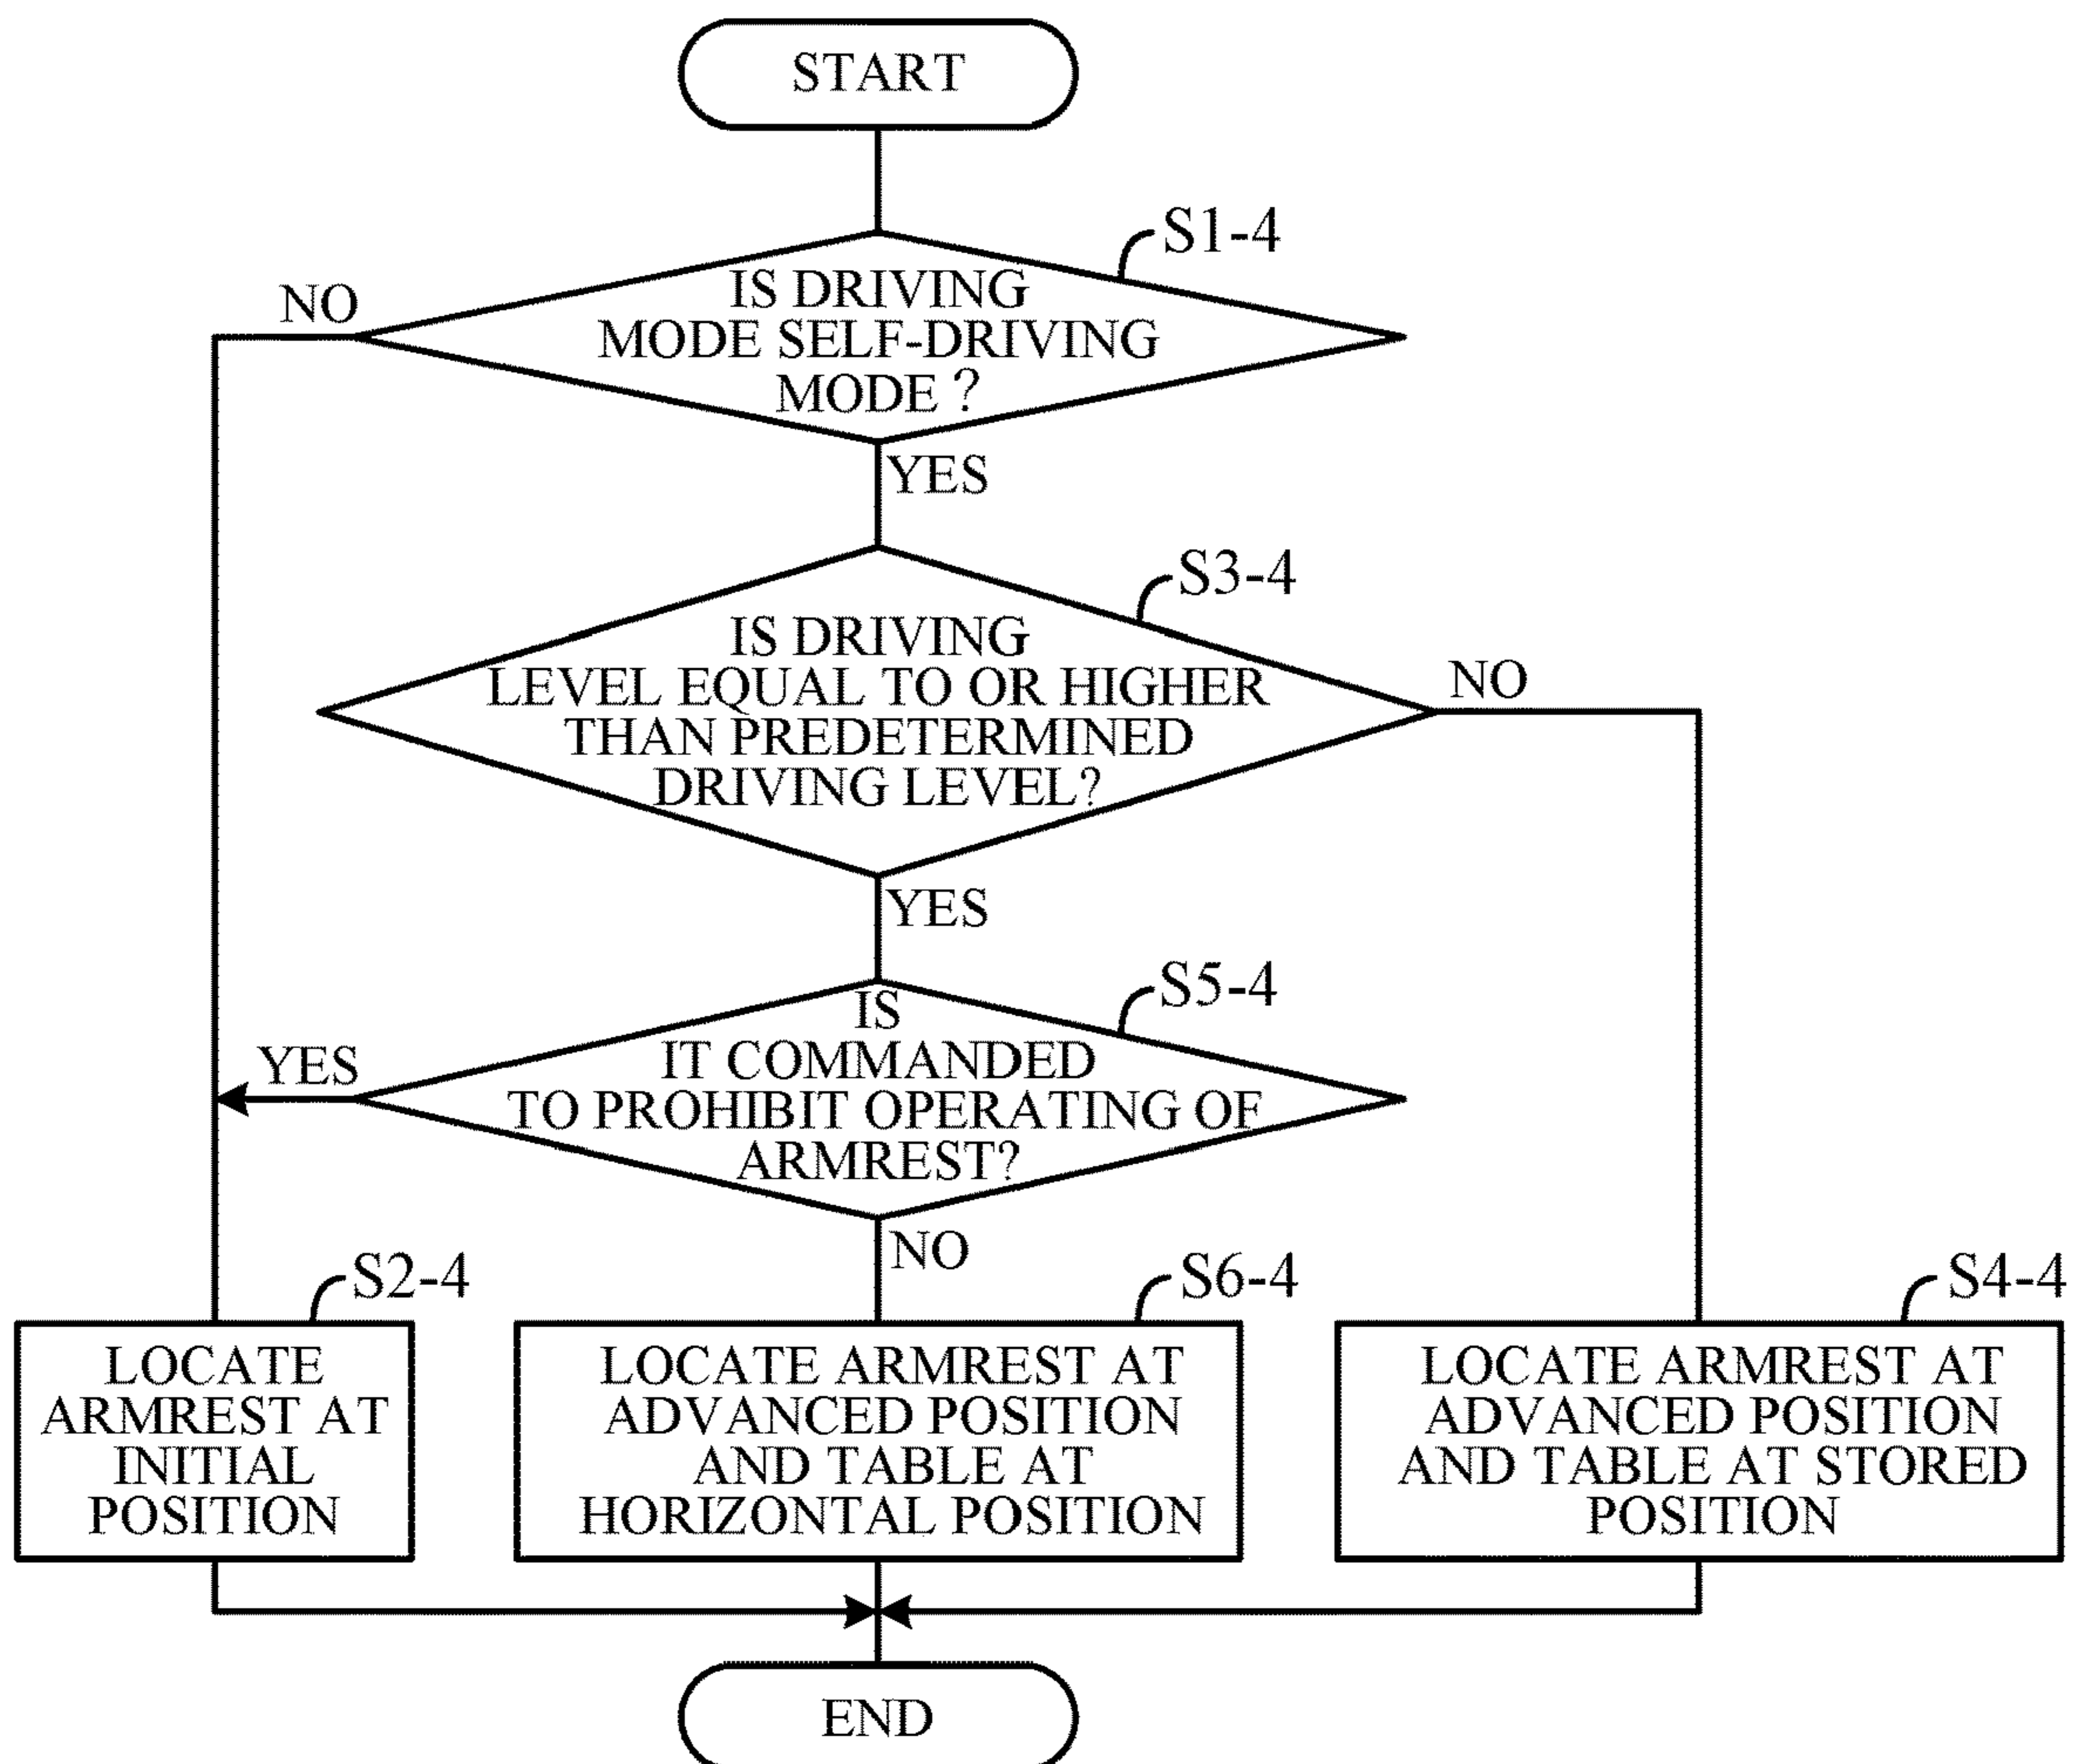 START
S1-4
IS DRIVING
MODE SELF-DRIVING
MODE ?
NO
YES
S3-4
IS DRIVING
LEVEL EQUAL TO OR HIGHER
THAN PREDETERMINED
DRIVING LEVEL?
NO
YES
S5-4
IS
IT COMMANDED
TO PROHIBIT OPERATING OF
ARMREST?
YES
NO
S2-4
LOCATE
ARMREST AT
INITIAL
POSITION
S6-4
LOCATE ARMREST AT
ADVANCED POSITION
AND TABLE AT
HORIZONTAL POSITION
S4-4
LOCATE ARMREST AT
ADVANCED POSITION
AND TABLE AT STORED
POSITION
END